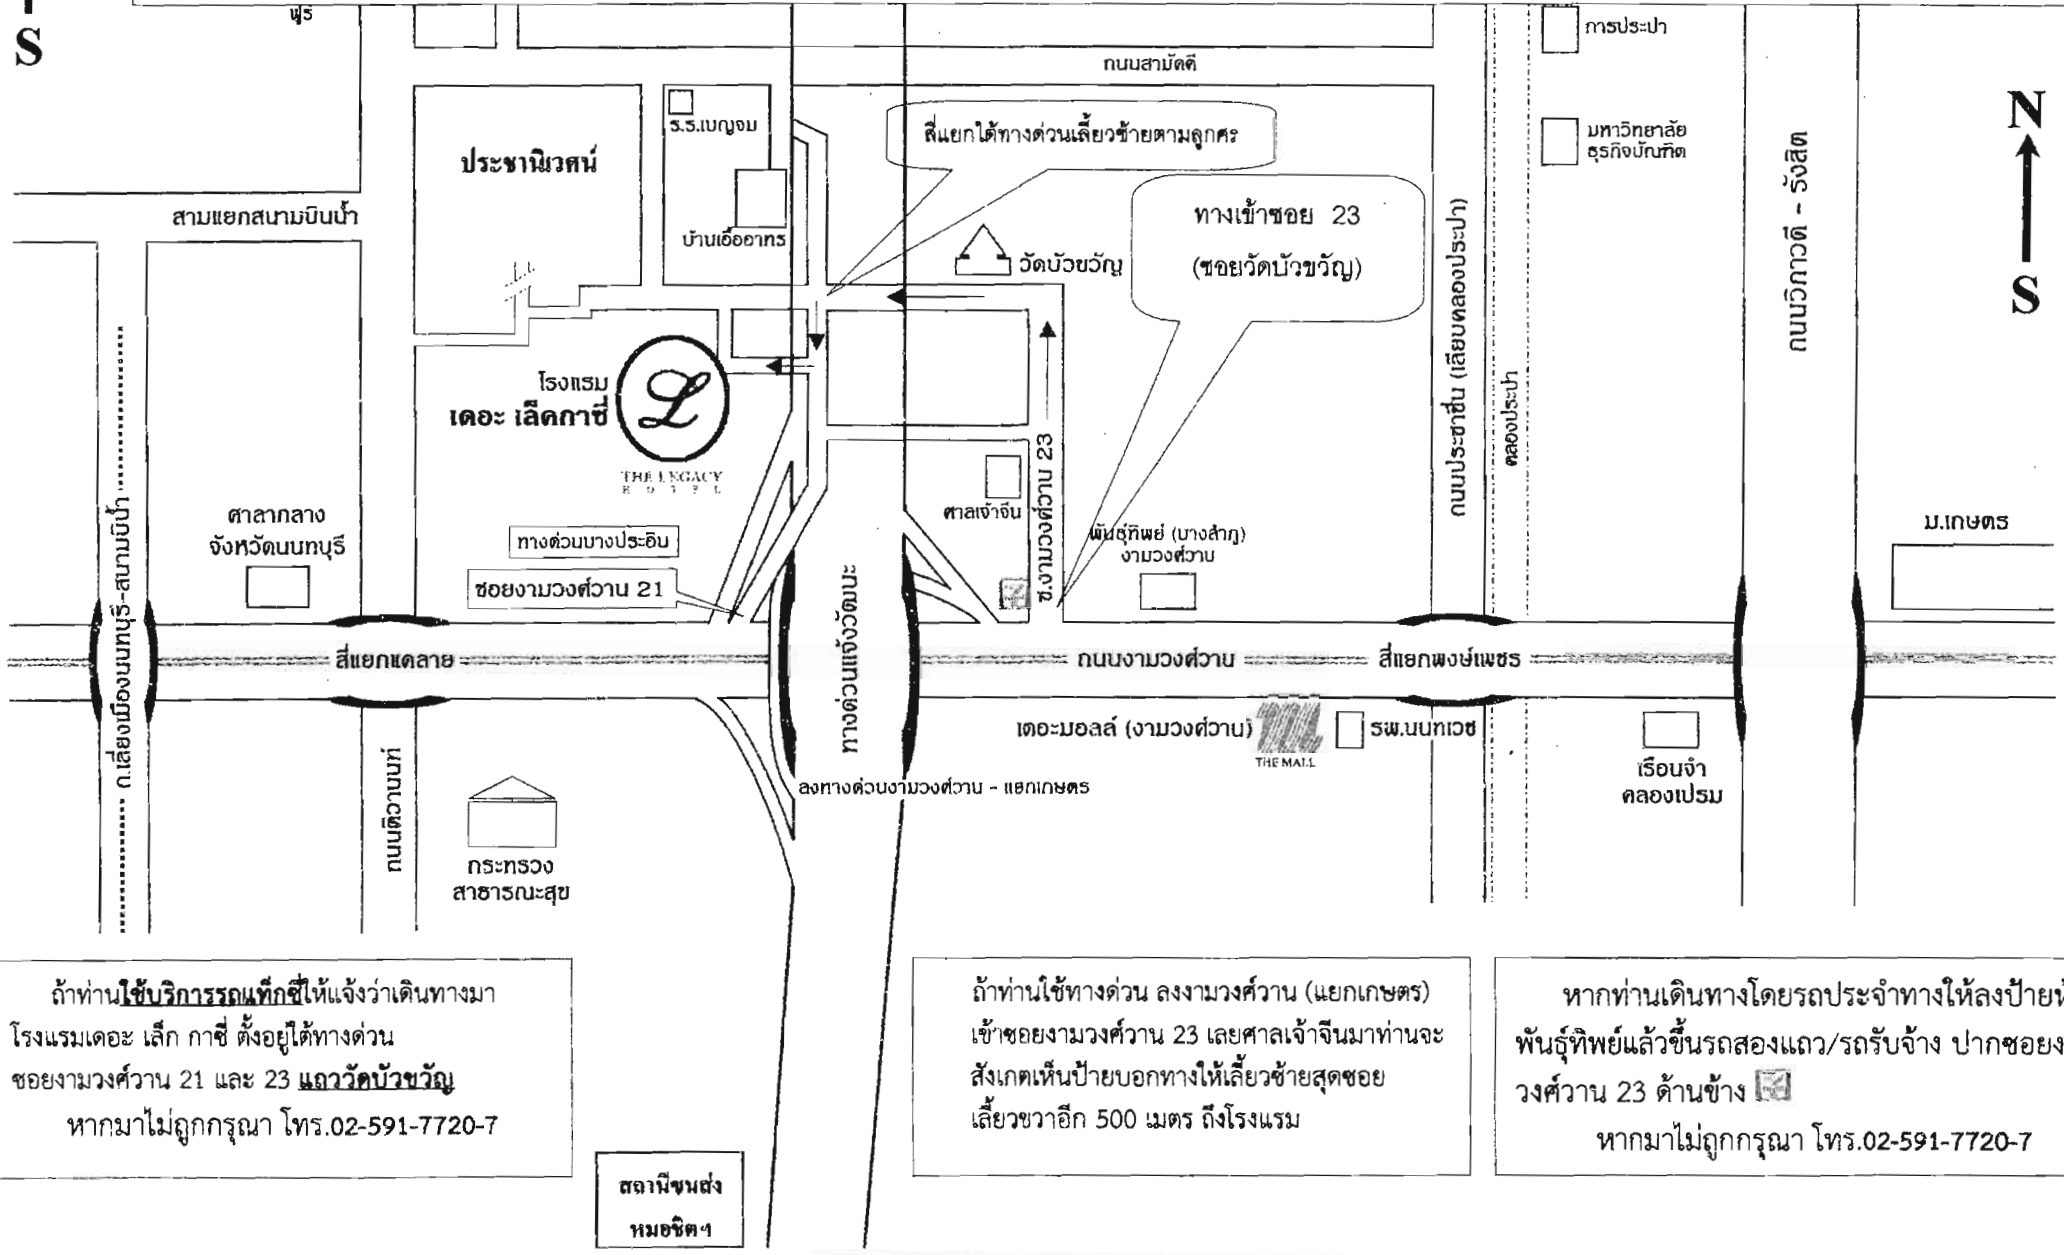 S
ถนนสามัคคี
การประปา
มหาวิทยาลัย
ธุรกิจบัณฑิต
N
S
ร.ร.เบญจม
ประชานิเวศน์
บ้านเอื้ออาทร
สี่แยกใต้ทางด่วนเลี้ยวซ้ายตามลูกศร
ทางเข้าซอย 23
(ซอยวัดบัวขวัญ)
วัดบัวขวัญ
สามแยกสนามบินน้ำ
ถนนประชาชื่น (เลียบคลองประปา)
คลองประปา
ถนนวิภาวดี - รังสิต
โรงแรม
เดอะ เล็คกาซี่
L
THE LEGACY
HOTEL
ศาลเจ้าจีน
ซ.งามวงศ์วาน 23
พันธุ์ทิพย์ (บางลำภู)
งามวงศ์วาน
ม.เกษตร
ศาลากลาง
จังหวัดนนทบุรี
ทางด่วนบางปะอิน
ซอยงามวงศ์วาน 21
ถ.เลี่ยงเมืองนนทบุรี-สนามบินน้ำ
สี่แยกแคลาย
ทางด่วนแจ้งวัฒนะ
ถนนงามวงศ์วาน
สี่แยกพงษ์เพชร
เดอะมอลล์ (งามวงศ์วาน)
THE MALL
รพ.นนทเวช
เรือนจำ
คลองเปรม
ลงทางด่วนงามวงศ์วาน - แยกเกษตร
ถนนติวานนท์
กระทรวง
สาธารณะสุข
ถ้าท่านใช้บริการรถแท็กซี่ให้แจ้งว่าเดินทางมา
โรงแรมเดอะ เล็ก กาซี่ ตั้งอยู่ใต้ทางด่วน
ซอยงามวงศ์วาน 21 และ 23 แถววัดบัวขวัญ
หากมาไม่ถูกกรุณา โทร.02-591-7720-7
ถ้าท่านใช้ทางด่วน ลงงามวงศ์วาน (แยกเกษตร)
เข้าซอยงามวงศ์วาน 23 เลยศาลเจ้าจีนมาท่านจะ
สังเกตเห็นป้ายบอกทางให้เลี้ยวซ้ายสุดซอย
เลี้ยวขวาอีก 500 เมตร ถึงโรงแรม
หากท่านเดินทางโดยรถประจำทางให้ลงป้าย
พันธุ์ทิพย์แล้วขึ้นรถสองแถว/รถรับจ้าง ปากซอยง
วงศ์วาน 23 ด้านข้าง
หากมาไม่ถูกกรุณา โทร.02-591-7720-7
สถานีขนส่ง
หมอชิตฯ